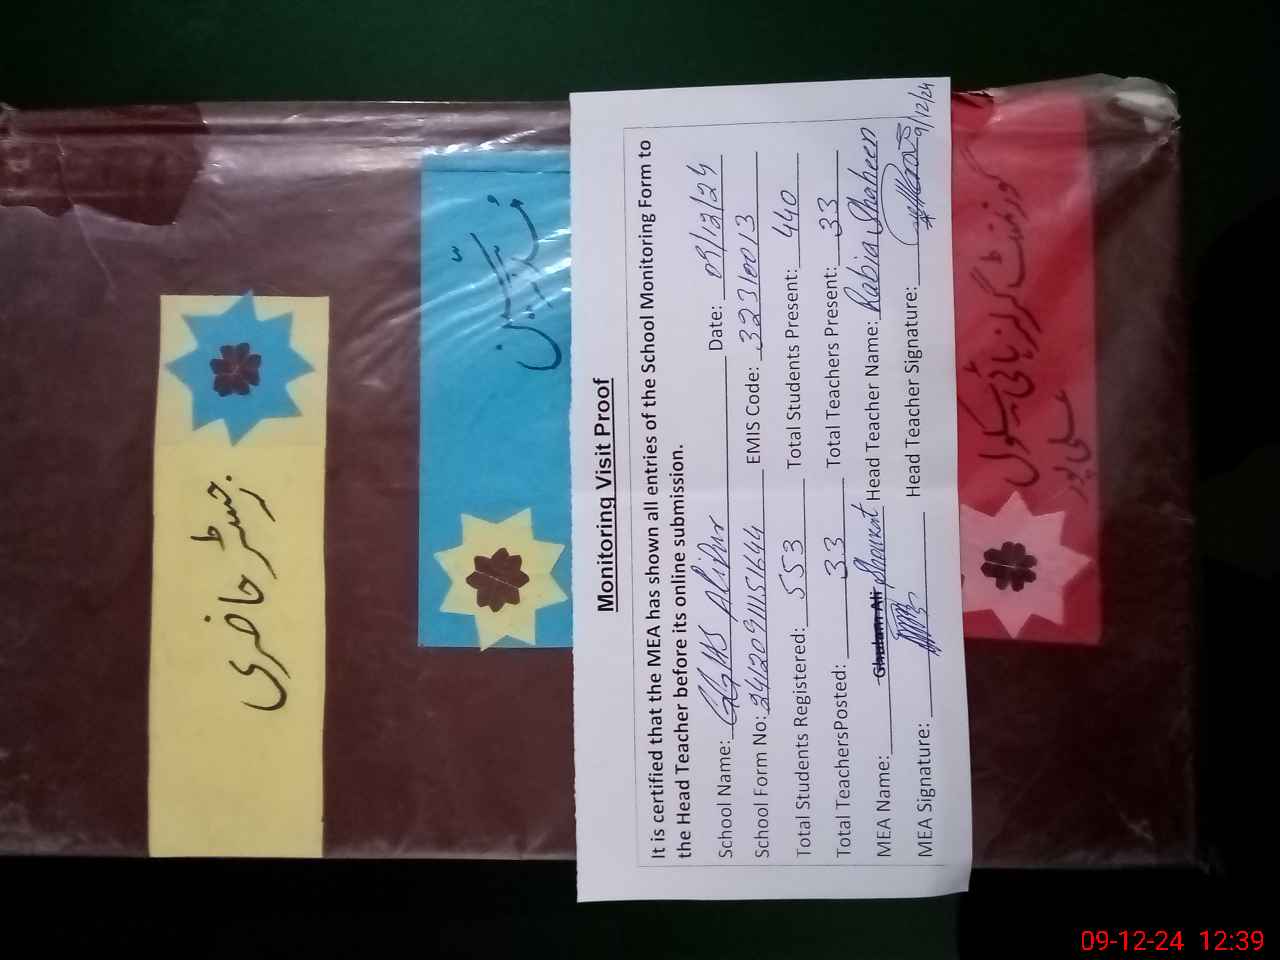 رجسٹر حاضری
مدرسین
Monitoring Visit Proof
It is certified that the MEA has shown all entries of the School Monitoring Form to
the Head Teacher before its online submission.
School Name: GGHS Alipur Date: 09/12/24
School Form No: EMIS Code: 32310013
Total Students Registered: 553 Total Students Present: 440
Total TeachersPosted: 33 Total Teachers Present: 33
MEA Name: Ghulam Ali Shaukat Head Teacher Name: Rabia Shaheen
MEA Signature: Head Teacher Signature: 9/12/24
گورنمنٹ گرلز ہائی سکول
علی پور
09-12-24 12:39